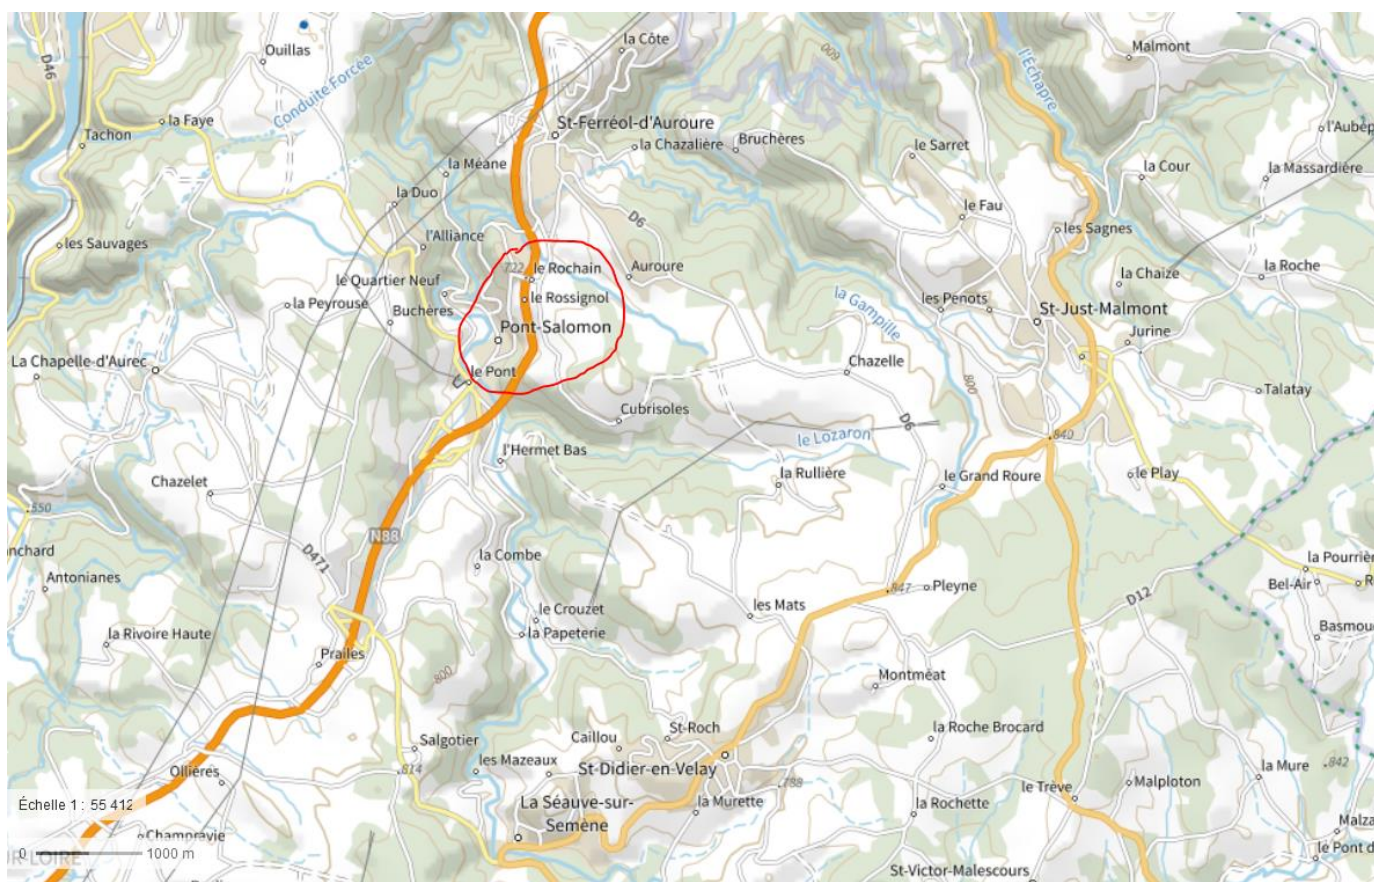 la Côte
Malmont
D46
Ouillas
600
l'Échapre
Conduite Forcée
la Faye
St-Ferréol-d'Auroure
Tachon
la Chazalière
Bruchères
le Sarret
la Cour
la Massardière
la Méane
la Duo
le Fau
D6
les Sagnes
les Sauvages
l'Alliance
722
le Rochain
Auroure
la Chaize
la Roche
le Quartier Neuf
le Rossignol
la Gampille
les Penots
la Peyrouse
Bucheres
St-Just-Malmont
Pont-Salomon
Jurine
La Chapelle-d'Aurec
le Pont
Chazelle
800
Talatay
Cubrisoles
D6
le Lozaron
840
l'Hermet Bas
la Rullière
le Grand Roure
le Play
Chazelet
550
N88
D471
la Combe
la Pourrièr
Antonianes
Pleyne
847
Bel-Air
D12
le Crouzet
les Mats
la Rivoire Haute
la Papeterie
Basmou
Prailes
800
Montméat
St-Roch
la Roche Brocard
Salgotier
Caillou
814
les Mazeaux
St-Didier-en-Velay
la Mure
842
Ollières
788
Malploton
le Trève
Échelle 1 : 55 412
La Séauve-sur-
Semène
la Murette
la Rochette
Malza
Champravie
0
1000 m
le Pont d
St-Victor-Malescours